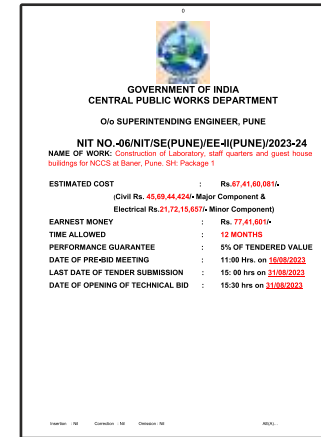 0
GOVERNMENT OF INDIA
CENTRAL PUBLIC WORKS DEPARTMENT
O/o SUPERINTENDING ENGINEER, PUNE
NIT NO.-06/NIT/SE(PUNE)/EE-II(PUNE)/2023-24
NAME OF WORK: Construction of Laboratory, staff quarters and guest house
builidngs for NCCS at Baner, Pune. SH: Package 1
ESTIMATED COST : Rs.67,41,60,081/-
(Civil Rs. 45,69,44,424/- Major Component &
Electrical Rs.21,72,15,657/- Minor Component)
EARNEST MONEY : Rs. 77,41,601/-
TIME ALLOWED : 12 MONTHS
PERFORMANCE GUARANTEE : 5% OF TENDERED VALUE
DATE OF PRE-BID MEETING : 11:00 Hrs. on 16/08/2023
LAST DATE OF TENDER SUBMISSION : 15: 00 hrs on 31/08/2023
DATE OF OPENING OF TECHNICAL BID : 15:30 hrs on 31/08/2023
Insertion : Nil Correction : Nil Omission : Nil AE(A)...